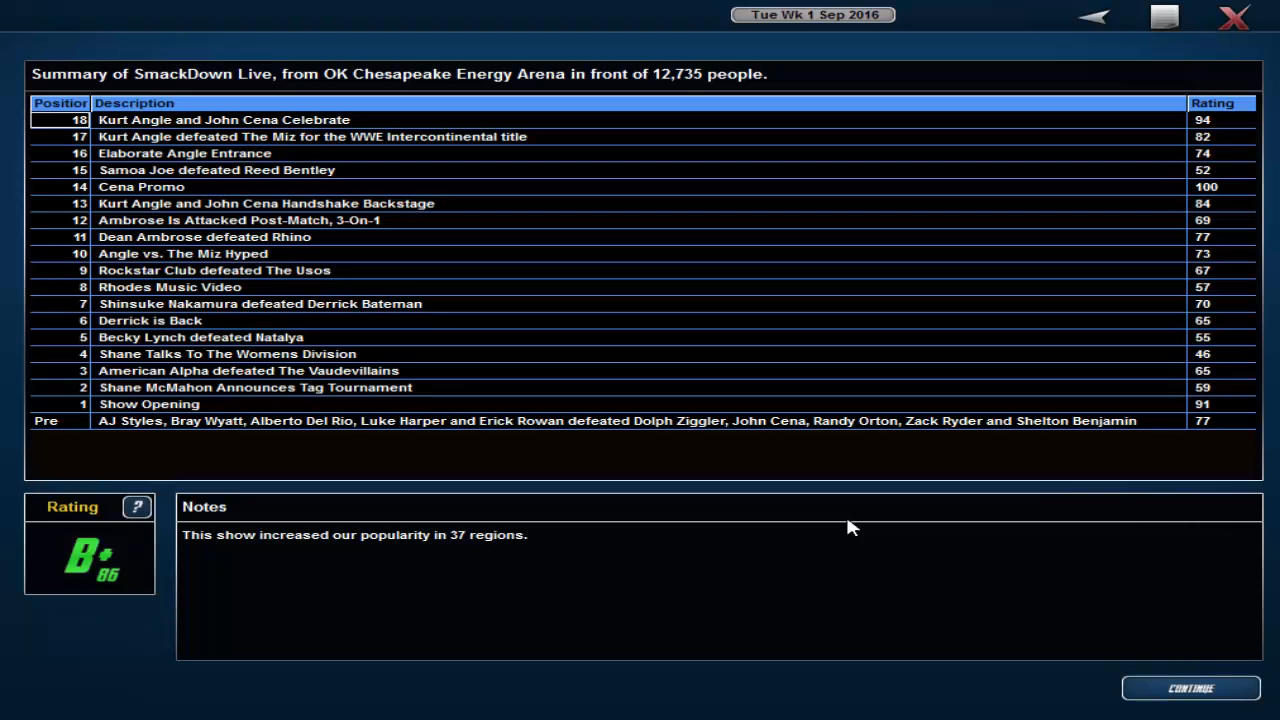 Tue Wk 1 Sep 2016
Summary of SmackDown Live, from OK Chesapeake Energy Arena in front of 12,735 people.
Position Description Rating
18 Kurt Angle and John Cena Celebrate 94
17 Kurt Angle defeated The Miz for the WWE Intercontinental title 82
16 Elaborate Angle Entrance 74
15 Samoa Joe defeated Reed Bentley 52
14 Cena Promo 100
13 Kurt Angle and John Cena Handshake Backstage 84
12 Ambrose Is Attacked Post-Match, 3-On-1 69
11 Dean Ambrose defeated Rhino 77
10 Angle vs. The Miz Hyped 73
9 Rockstar Club defeated The Usos 67
8 Rhodes Music Video 57
7 Shinsuke Nakamura defeated Derrick Bateman 70
6 Derrick is Back 65
5 Becky Lynch defeated Natalya 55
4 Shane Talks To The Womens Division 46
3 American Alpha defeated The Vaudevillains 65
2 Shane McMahon Announces Tag Tournament 59
1 Show Opening 91
Pre AJ Styles, Bray Wyatt, Alberto Del Rio, Luke Harper and Erick Rowan defeated Dolph Ziggler, John Cena, Randy Orton, Zack Ryder and Shelton Benjamin 77
Rating ?
B+
86
Notes
This show increased our popularity in 37 regions.
CONTINUE